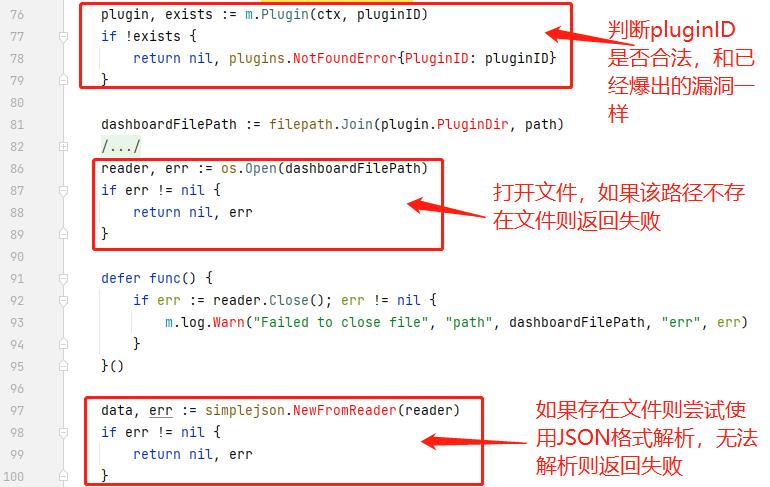 76 plugin, exists := m.Plugin(ctx, pluginID)
77 if !exists {
78 return nil, plugins.NotFoundError{PluginID: pluginID}
79 }
80
81 dashboardFilePath := filepath.Join(plugin.PluginDir, path)
82 /.../
86 reader, err := os.Open(dashboardFilePath)
87 if err != nil {
88 return nil, err
89 }
90
91 defer func() {
92 if err := reader.Close(); err != nil {
93 m.log.Warn("Failed to close file", "path", dashboardFilePath, "err", err)
94 }
95 }()
96
97 data, err := simplejson.NewFromReader(reader)
98 if err != nil {
99 return nil, err
100 }
判断pluginID
是否合法，和已
经爆出的漏洞一
样
打开文件，如果该路径不存
在文件则返回失败
如果存在文件则尝试使
用JSON格式解析，无法
解析则返回失败